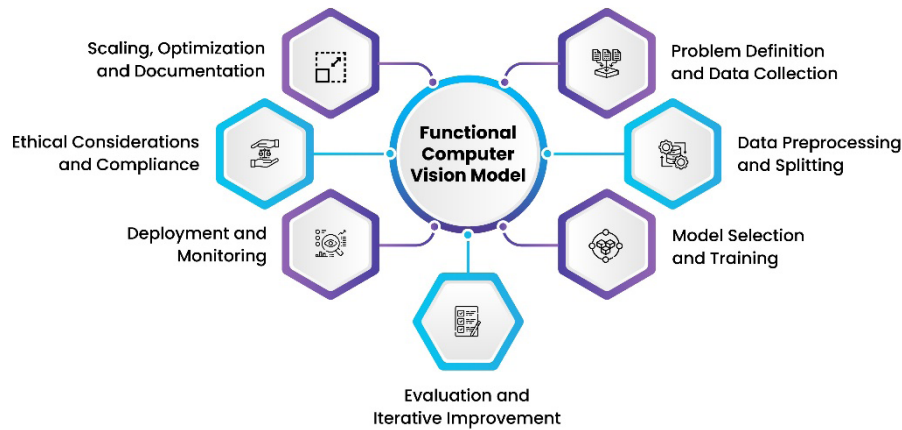 Scaling, Optimization
and Documentation
Problem Definition
and Data Collection
Functional
Computer
Vision Model
Ethical Considerations
and Compliance
Data Preprocessing
and Splitting
Deployment and
Monitoring
Model Selection
and Training
Evaluation and
Iterative Improvement